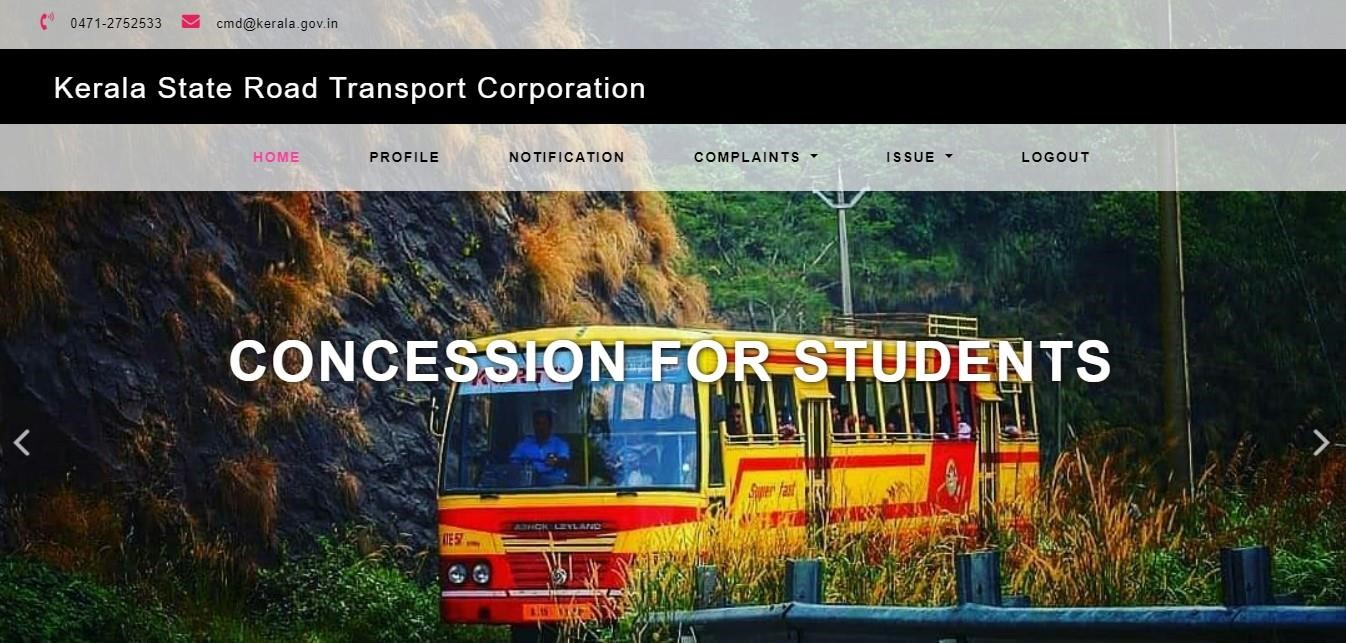 0471-2752533 cmd@kerala.gov.in
Kerala State Road Transport Corporation
HOME PROFILE NOTIFICATION COMPLAINTS ISSUE LOGOUT
CONCESSION FOR STUDENTS
Super fast
ASHOK LEYLAND